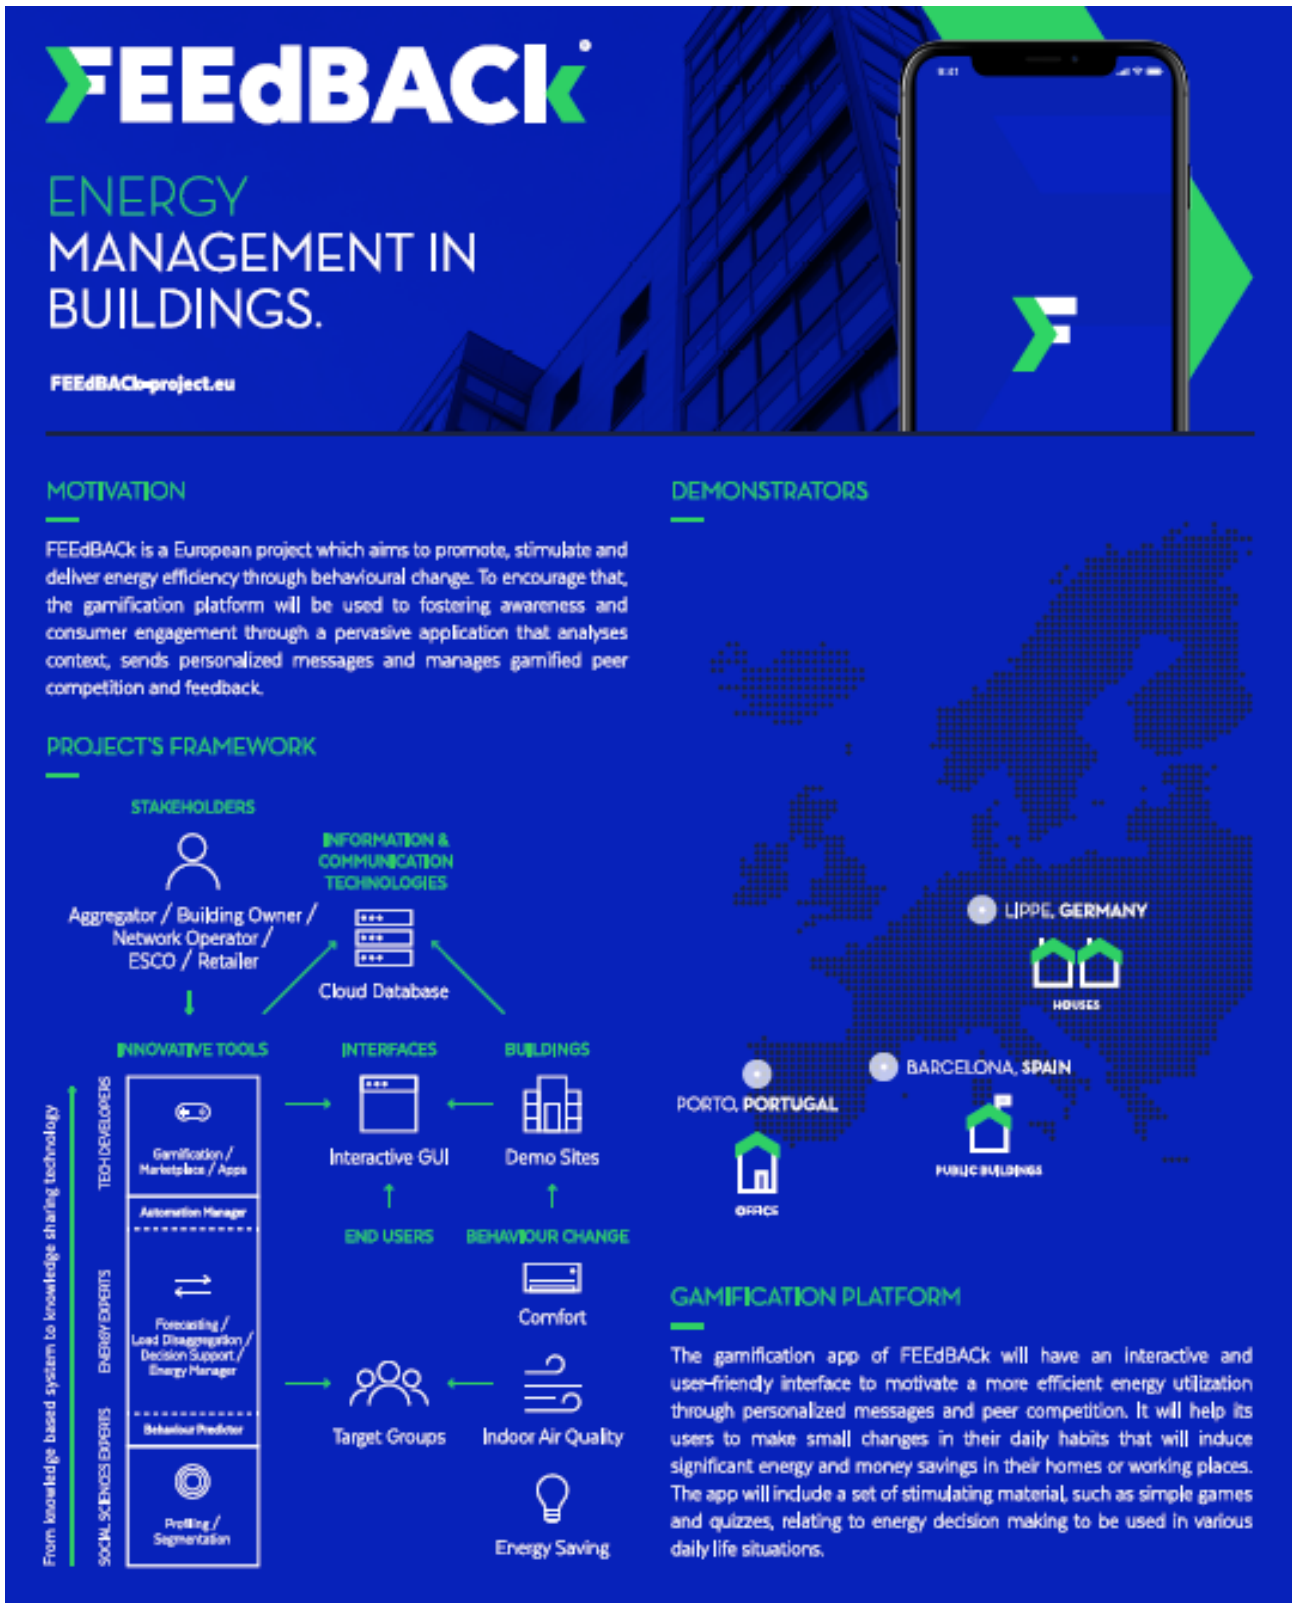 FEEdBACk
ENERGY
MANAGEMENT IN
BUILDINGS.
FEEdBACk-project.eu
9:41
MOTIVATION
FEEdBACk is a European project which aims to promote, stimulate and
deliver energy efficiency through behavioural change. To encourage that,
the gamification platform will be used to fostering awareness and
consumer engagement through a pervasive application that analyses
context, sends personalized messages and manages gamified peer
competition and feedback.
PROJECT'S FRAMEWORK
STAKEHOLDERS
Aggregator / Building Owner /
Network Operator /
ESCO / Retailer
INFORMATION &
COMMUNICATION
TECHNOLOGIES
Cloud Database
INNOVATIVE TOOLS
INTERFACES
BUILDINGS
From knowledge based system to knowledge sharing technology
TECH DEVELOPERS
ENERGY EXPERTS
SOCIAL SCIENCES EXPERTS
Gamification /
Marketplace / Apps
Automation Manager
Forecasting /
Load Disaggregation /
Decision Support /
Energy Manager
Behaviour Predictor
Profiling /
Segmentation
Interactive GUI
Demo Sites
END USERS
BEHAVIOUR CHANGE
Comfort
Target Groups
Indoor Air Quality
Energy Saving
DEMONSTRATORS
LIPPE, GERMANY
HOUSES
BARCELONA, SPAIN
PUBLIC BUILDINGS
PORTO, PORTUGAL
OFFICE
GAMIFICATION PLATFORM
The gamification app of FEEdBACk will have an interactive and
user-friendly interface to motivate a more efficient energy utilization
through personalized messages and peer competition. It will help its
users to make small changes in their daily habits that will induce
significant energy and money savings in their homes or working places.
The app will include a set of stimulating material, such as simple games
and quizzes, relating to energy decision making to be used in various
daily life situations.